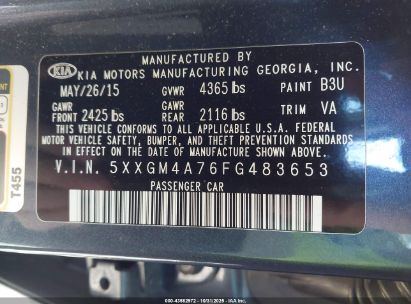 MANUFACTURED BY
KIA KIA MOTORS MANUFACTURING GEORGIA, INC.
MAY/26/15 GVWR 4365 lbs PAINT B3U
GAWR FRONT 2425 lbs GAWR REAR 2116 lbs TRIM VA
THIS VEHICLE CONFORMS TO ALL APPLICABLE U.S.A. FEDERAL
MOTOR VEHICLE SAFETY, BUMPER, AND THEFT PREVENTION
STANDARDS IN EFFECT ON THE DATE OF MANUFACTURE SHOWN ABOVE.
V.I.N. 5XXGM4A76FG483653
PASSENGER CAR
T455